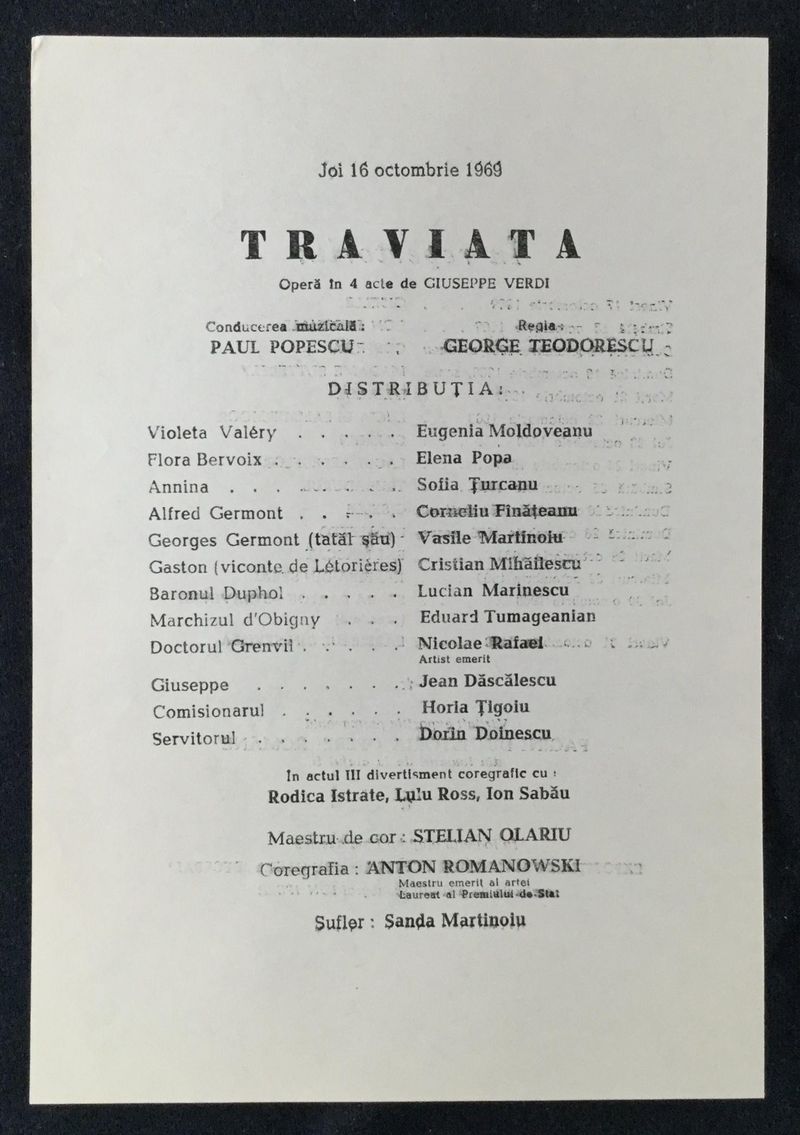 Joi 16 octombrie 1969
TRAVIATA
Operă în 4 acte de GIUSEPPE VERDI
Conducerea muzicală: Regia:
PAUL POPESCU GEORGE TEODORESCU
DISTRIBUȚIA:
Violeta Valéry . . . . . Eugenia Moldoveanu
Flora Bervoix . . . . . . Elena Popa
Annina . . . . . . . Sofia Țurcanu
Alfred Germont . . . . . Corneliu Fînățeanu
Georges Germont (tatăl său) Vasile Martinoiu
Gaston (viconte de Létorières) Cristian Mihăilescu
Baronul Duphol . . . . . Lucian Marinescu
Marchizul d'Obigny . . . Eduard Tumageanian
Doctorul Grenvil . . . . . Nicolae Rafael
Artist emerit
Giuseppe . . . . . . . Jean Dăscălescu
Comisionarul . . . . . . Horia Țigoiu
Servitorul . . . . . . . Dorin Doinescu
În actul III divertisment coregrafic cu :
Rodica Istrate, Lulu Ross, Ion Sabău
Maestru de cor : STELIAN OLARIU
Coregrafia : ANTON ROMANOWSKI
Maestru emerit al artei
Laureat al Premiului de Stat
Sufler : Sanda Martinoiu